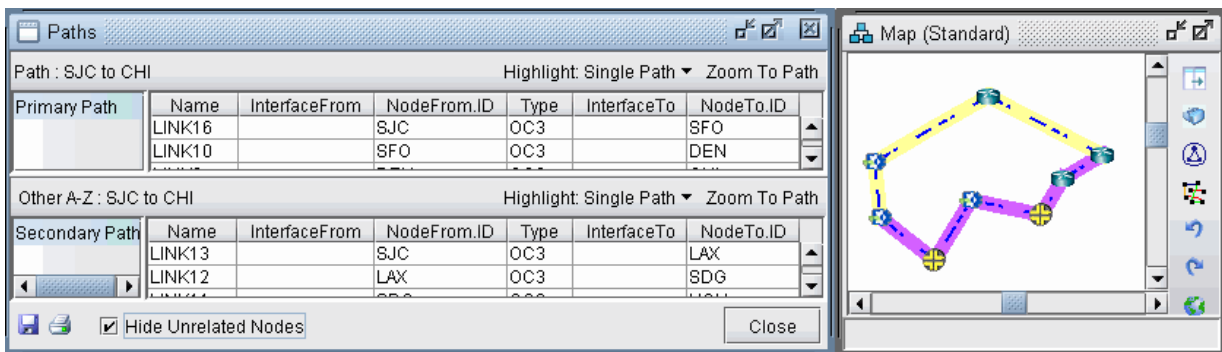 Paths
Path : SJC to CHI Highlight: Single Path Zoom To Path
Primary Path
Name InterfaceFrom NodeFrom.ID Type InterfaceTo NodeTo.ID
LINK16 SJC OC3 SFO
LINK10 SFO OC3 DEN
Other A-Z : SJC to CHI Highlight: Single Path Zoom To Path
Secondary Path
Name InterfaceFrom NodeFrom.ID Type InterfaceTo NodeTo.ID
LINK13 SJC OC3 LAX
LINK12 LAX OC3 SDG
Hide Unrelated Nodes Close
Map (Standard)